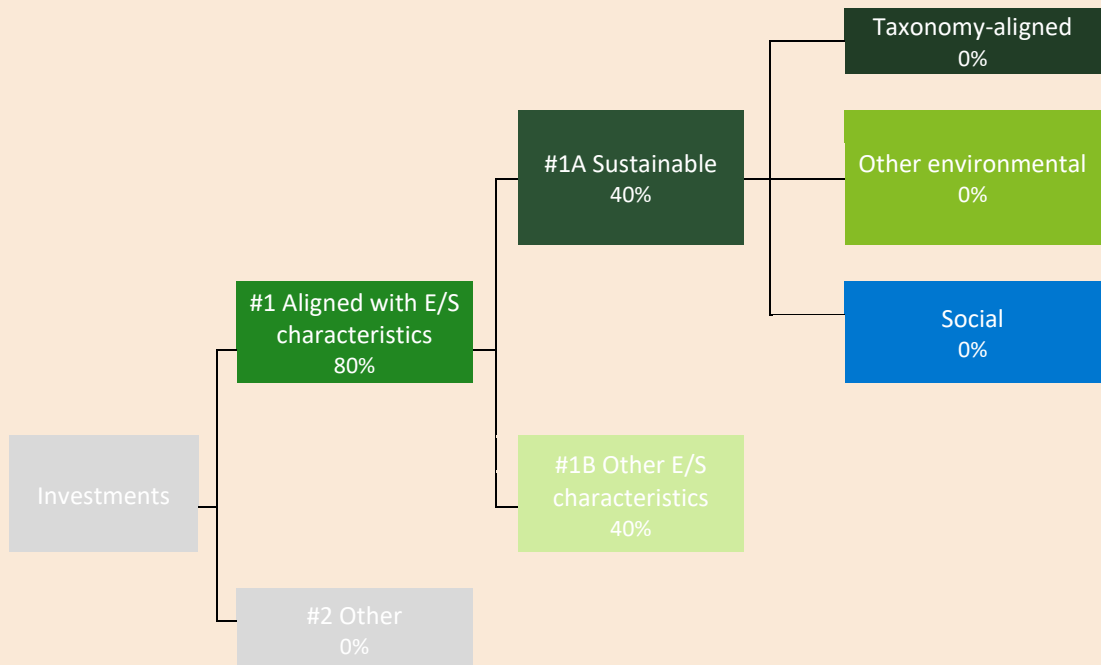 Taxonomy-aligned
0%
#1A Sustainable
40%
Other environmental
0%
#1 Aligned with E/S
characteristics
80%
Social
0%
Investments
#1B Other E/S
characteristics
40%
#2 Other
0%